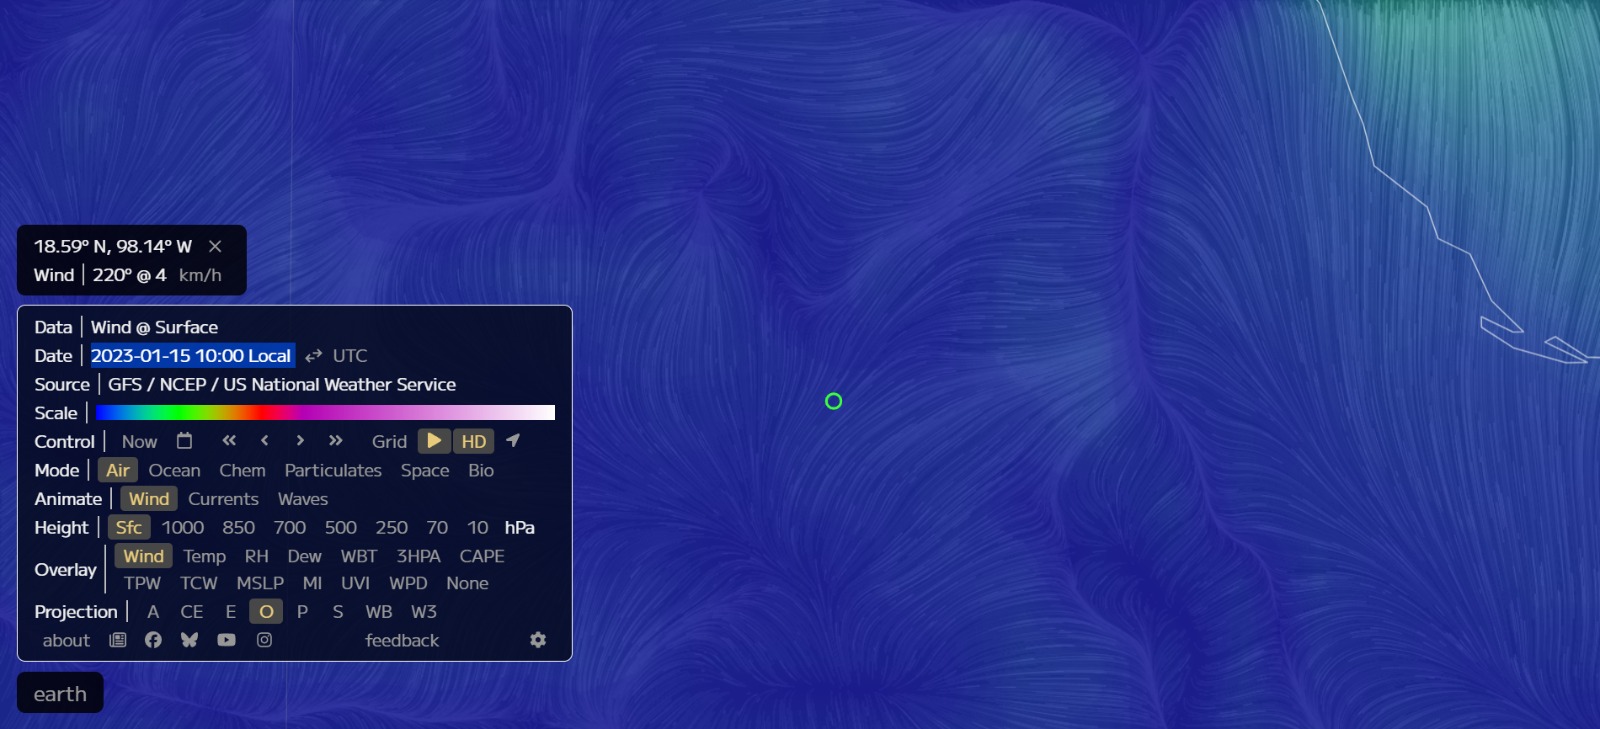 18.59° N, 98.14° W ×
Wind | 220° @ 4 km/h
Data | Wind @ Surface
Date | 2023-01-15 10:00 Local ⇄ UTC
Source | GFS / NCEP / US National Weather Service
Scale |
Control | Now « ‹ › » Grid HD
Mode | Air Ocean Chem Particulates Space Bio
Animate | Wind Currents Waves
Height | Sfc 1000 850 700 500 250 70 10 hPa
Overlay | Wind Temp RH Dew WBT 3HPA CAPE
TPW TCW MSLP MI UVI WPD None
Projection | A CE E O P S WB W3
about feedback
earth